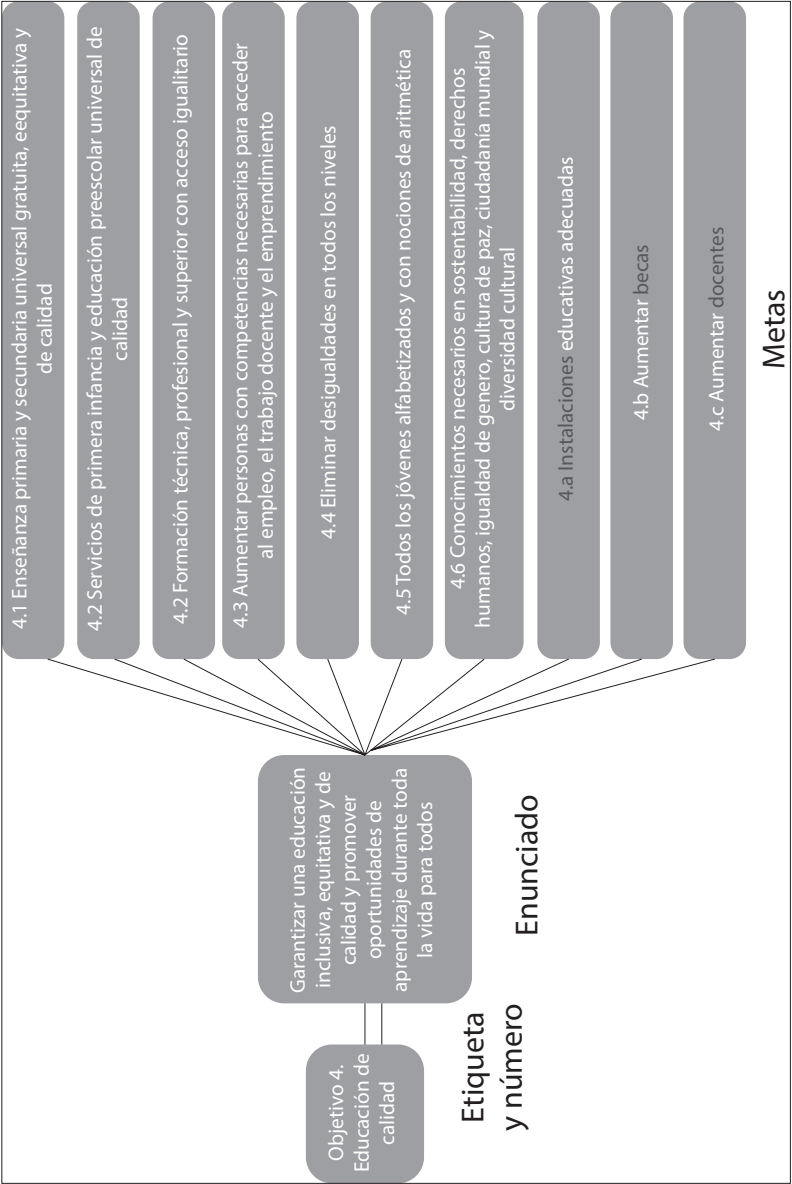 Objetivo 4.
Educación de
calidad
Etiqueta
y número
Garantizar una educación
inclusiva, equitativa y de
calidad y promover
oportunidades de
aprendizaje durante toda
la vida para todos
Enunciado
4.1 Enseñanza primaria y secundaria universal gratuita, eequitativa y
de calidad
4.2 Servicios de primera infancia y educación preescolar universal de
calidad
4.2 Formación técnica, profesional y superior con acceso igualitario
4.3 Aumentar personas con competencias necesarias para acceder
al empleo, el trabajo docente y el emprendimiento
4.4 Eliminar desigualdades en todos los niveles
4.5 Todos los jóvenes alfabetizados y con nociones de aritmética
4.6 Conocimientos necesarios en sostentabilidad, derechos
humanos, igualdad de genero, cultura de paz, ciudadanía mundial y
diversidad cultural
4.a Instalaciones educativas adecuadas
4.b Aumentar becas
4.c Aumentar docentes
Metas